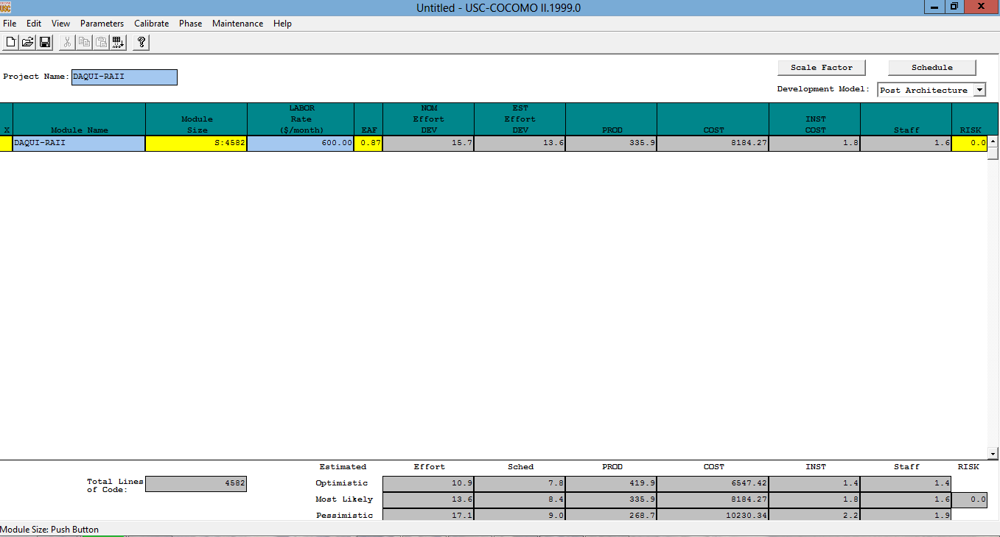 Untitled - USC-COCOMO II.1999.0
File Edit View Parameters Calibrate Phase Maintenance Help
Scale Factor Schedule
Project Name: DAQUI-RAII
Development Model: Post Architecture
X Module Name Module Size LABOR Rate ($/month) EAF NOM Effort DEV EST Effort DEV PROD COST INST COST Staff RISK
DAQUI-RAII S:4582 600.00 0.87 15.7 13.6 335.9 8184.27 1.8 1.6 0.0
Estimated Effort Sched PROD COST INST Staff RISK
Total Lines of Code: 4582
Optimistic 10.9 7.8 419.9 6547.42 1.4 1.4
Most Likely 13.6 8.4 335.9 8184.27 1.8 1.6 0.0
Pessimistic 17.1 9.0 268.7 10230.34 2.2 1.9
Module Size: Push Button